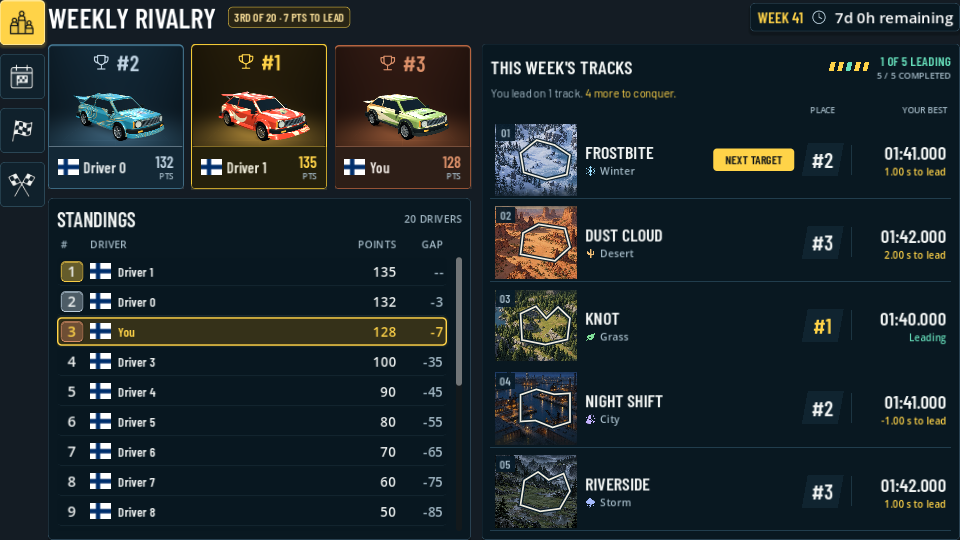 WEEKLY RIVALRY
3RD OF 20 · 7 PTS TO LEAD
WEEK 41
7d 0h remaining
#2
Driver 0
132
PTS
#1
Driver 1
135
PTS
#3
You
128
PTS
STANDINGS
20 DRIVERS
# DRIVER POINTS GAP
1 Driver 1 135 --
2 Driver 0 132 -3
3 You 128 -7
4 Driver 3 100 -35
5 Driver 4 90 -45
6 Driver 5 80 -55
7 Driver 6 70 -65
8 Driver 7 60 -75
9 Driver 8 50 -85
THIS WEEK'S TRACKS
1 OF 5 LEADING
5 / 5 COMPLETED
You lead on 1 track. 4 more to conquer.
PLACE YOUR BEST
01
FROSTBITE
Winter
NEXT TARGET
#2
01:41.000
1.00 s to lead
02
DUST CLOUD
Desert
#3
01:42.000
2.00 s to lead
03
KNOT
Grass
#1
01:40.000
Leading
04
NIGHT SHIFT
City
#2
01:41.000
-1.00 s to lead
05
RIVERSIDE
Storm
#3
01:42.000
1.00 s to lead